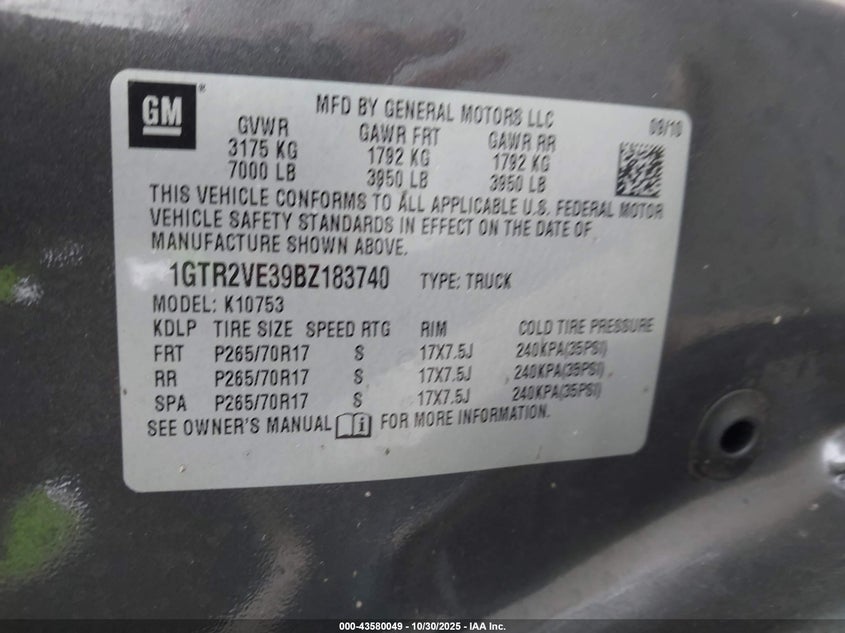 GM ®
MFD BY GENERAL MOTORS LLC
09/10
GVWR GAWR FRT GAWR RR
3175 KG 1792 KG 1792 KG
7000 LB 3950 LB 3950 LB
THIS VEHICLE CONFORMS TO ALL APPLICABLE U.S. FEDERAL MOTOR
VEHICLE SAFETY STANDARDS IN EFFECT ON THE DATE OF
MANUFACTURE SHOWN ABOVE.
1GTR2VE39BZ183740 TYPE: TRUCK
MODEL: K10753
KDLP TIRE SIZE SPEED RTG RIM COLD TIRE PRESSURE
FRT P265/70R17 S 17X7.5J 240KPA(35PSI)
RR P265/70R17 S 17X7.5J 240KPA(35PSI)
SPA P265/70R17 S 17X7.5J 240KPA(35PSI)
SEE OWNER'S MANUAL i FOR MORE INFORMATION.
000-43580049 - 10/30/2025 - IAA Inc.